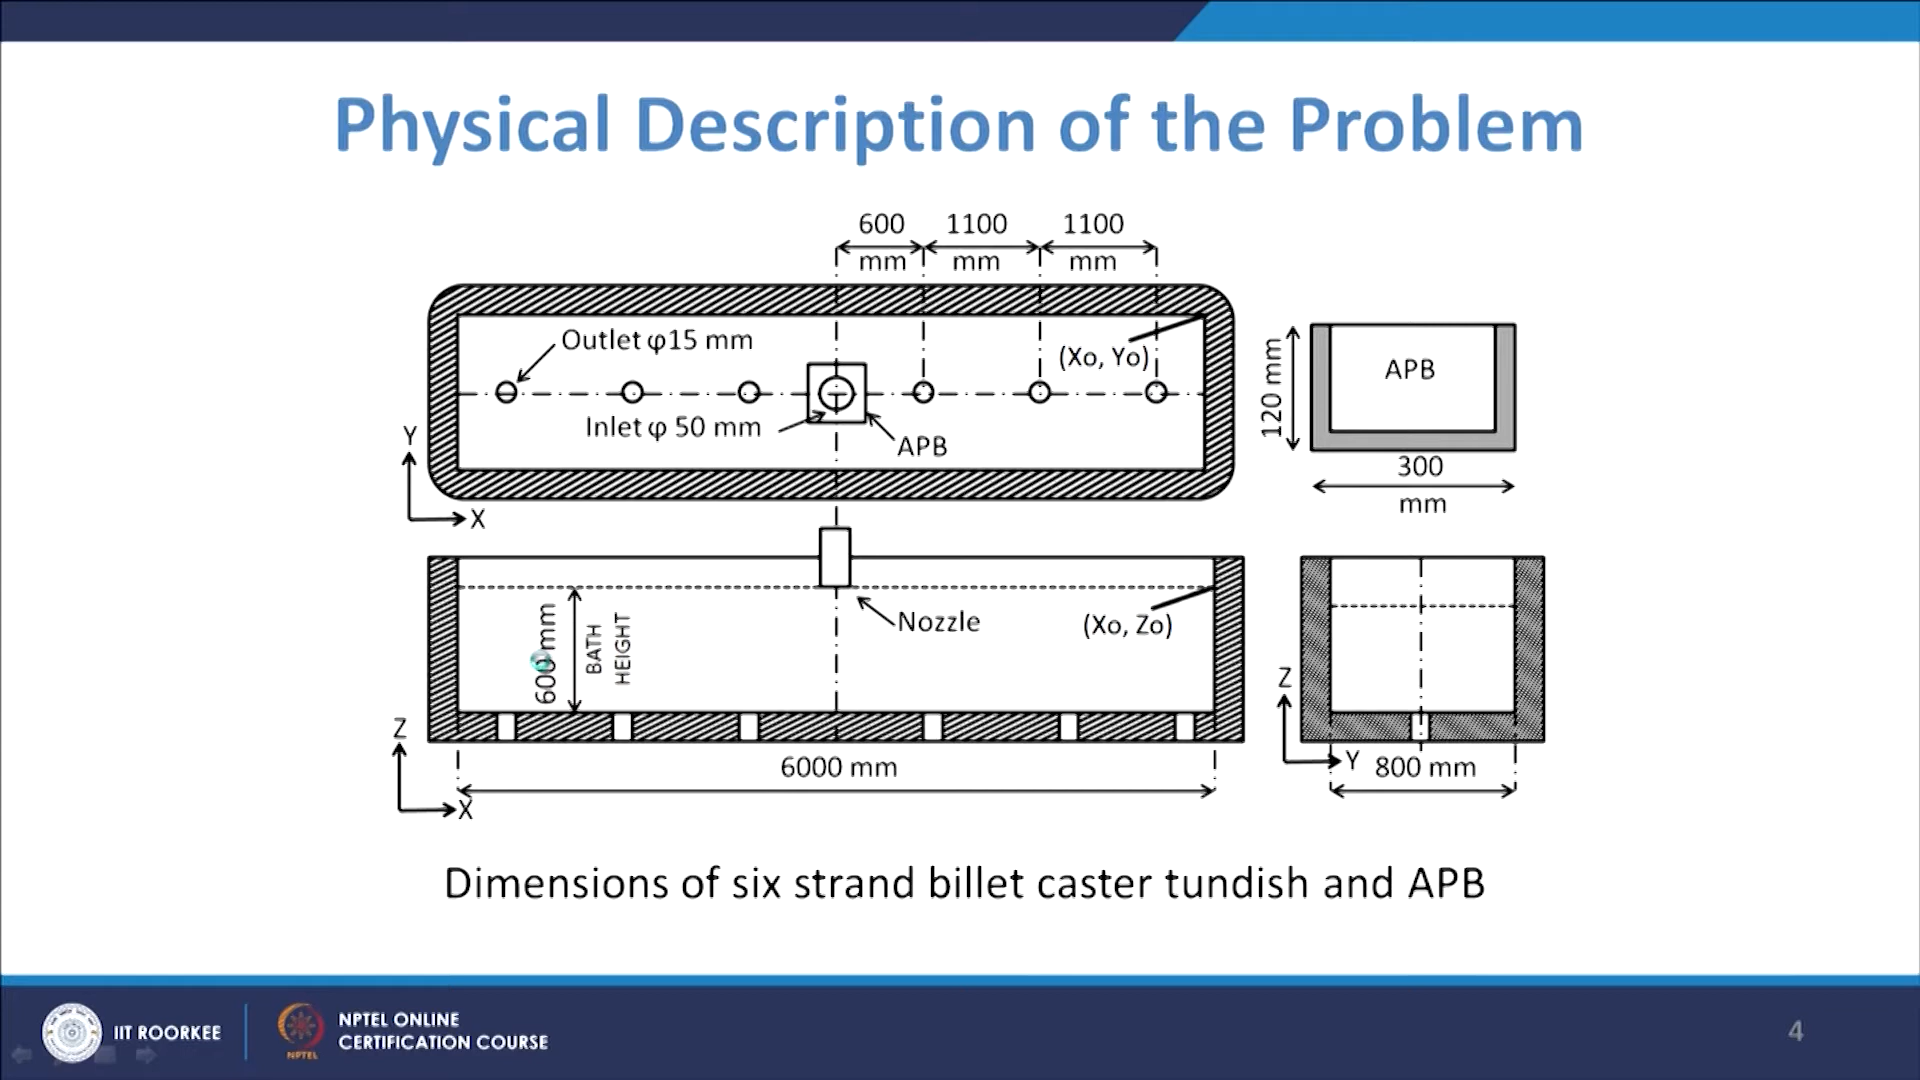 Physical Description of the Problem
600 mm
1100 mm
1100 mm
Outlet φ15 mm
(Xo, Yo)
Inlet φ 50 mm
APB
Y
X
120 mm
APB
300 mm
Nozzle
(Xo, Zo)
600 mm
BATH HEIGHT
Z
X
6000 mm
Z
Y
800 mm
Dimensions of six strand billet caster tundish and APB
IIT ROORKEE
NPTEL
NPTEL ONLINE
CERTIFICATION COURSE
4